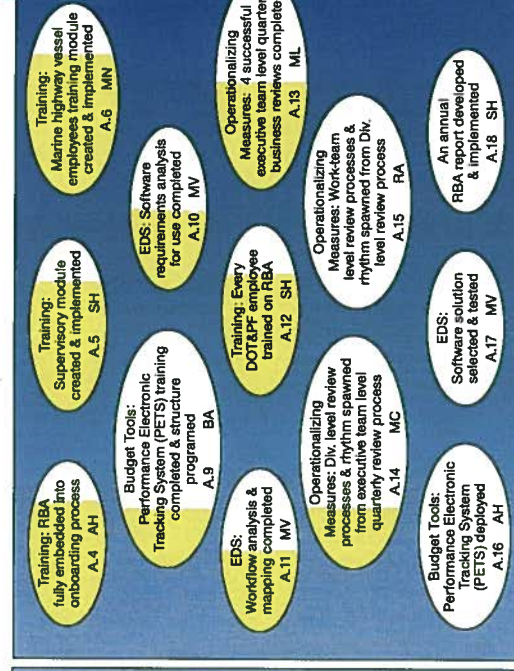 Training: RBA
fully embedded into
onboarding process
A.4 AH
Training:
Supervisory module
created & implemented
A.5 SH
Training:
Marine highway vessel
employees training module
created & implemented
A.6 MN
Budget Tools:
Performance Electronic
Tracking System (PETS) training
completed & structure
programed
A.9 BA
EDS: Software
requirements analysis
for use completed
A.10 MV
EDS:
Workflow analysis &
mapping completed
A.11 MV
Training: Every
DOT&PF employee
trained on RBA
A.12 SH
Operationalizing
Measures: 4 successful
executive team level quarter
business reviews complete
A.13 ML
Operationalizing
Measures: Div. level review
processes & rhythm spawned
from executive team level
quarterly review process
A.14 MC
Operationalizing
Measures: Work-team
level review processes &
rhythm spawned from Div.
level review process
A.15 RA
Budget Tools:
Performance Electronic
Tracking System
(PETS) deployed
A.16 AH
EDS:
Software solution
selected & tested
A.17 MV
An annual
RBA report developed
& implemented
A.18 SH